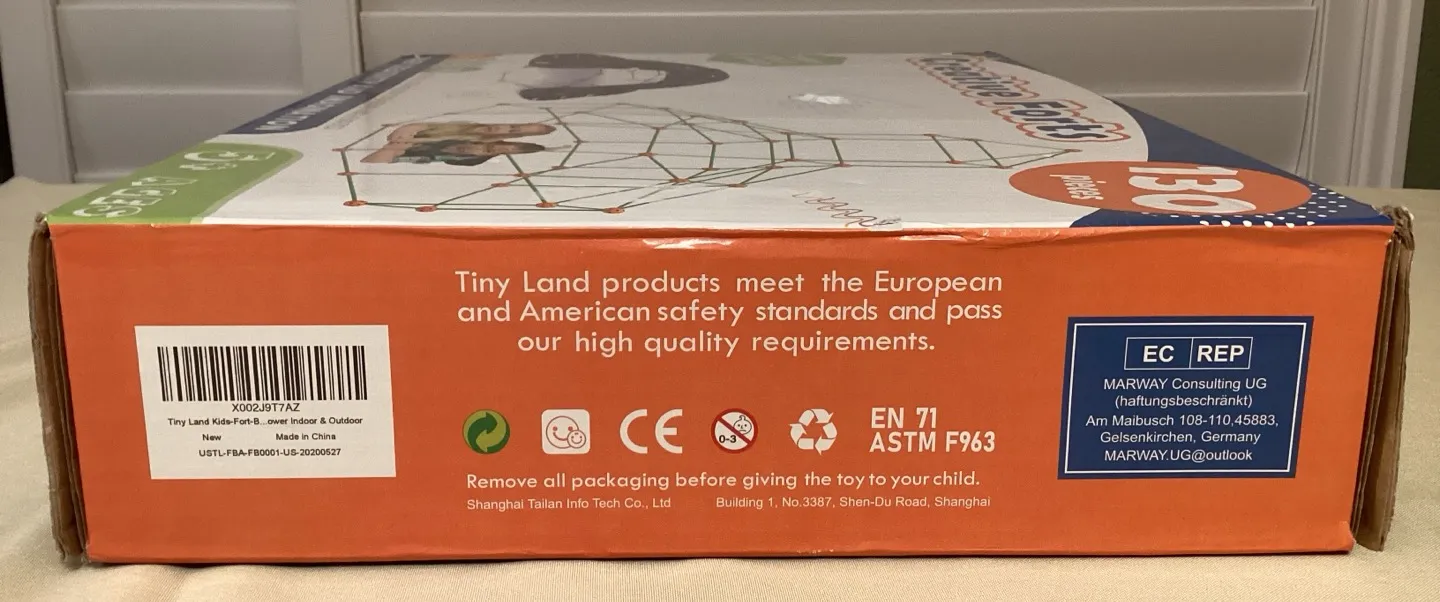 Creative Forts
130
pieces
Tiny Land products meet the European
and American safety standards and pass
our high quality requirements.
X002J9T7AZ
Tiny Land Kids-Fort-B...ower Indoor & Outdoor
New Made in China
USTL-FBA-FB0001-US-20200527
0-3
CE
EN 71
ASTM F963
Remove all packaging before giving the toy to your child.
Shanghai Tailan Info Tech Co., Ltd Building 1, No.3387, Shen-Du Road, Shanghai
EC REP
MARWAY Consulting UG
(haftungsbeschränkt)
Am Maibusch 108-110,45883,
Gelsenkirchen, Germany
MARWAY.UG@outlook